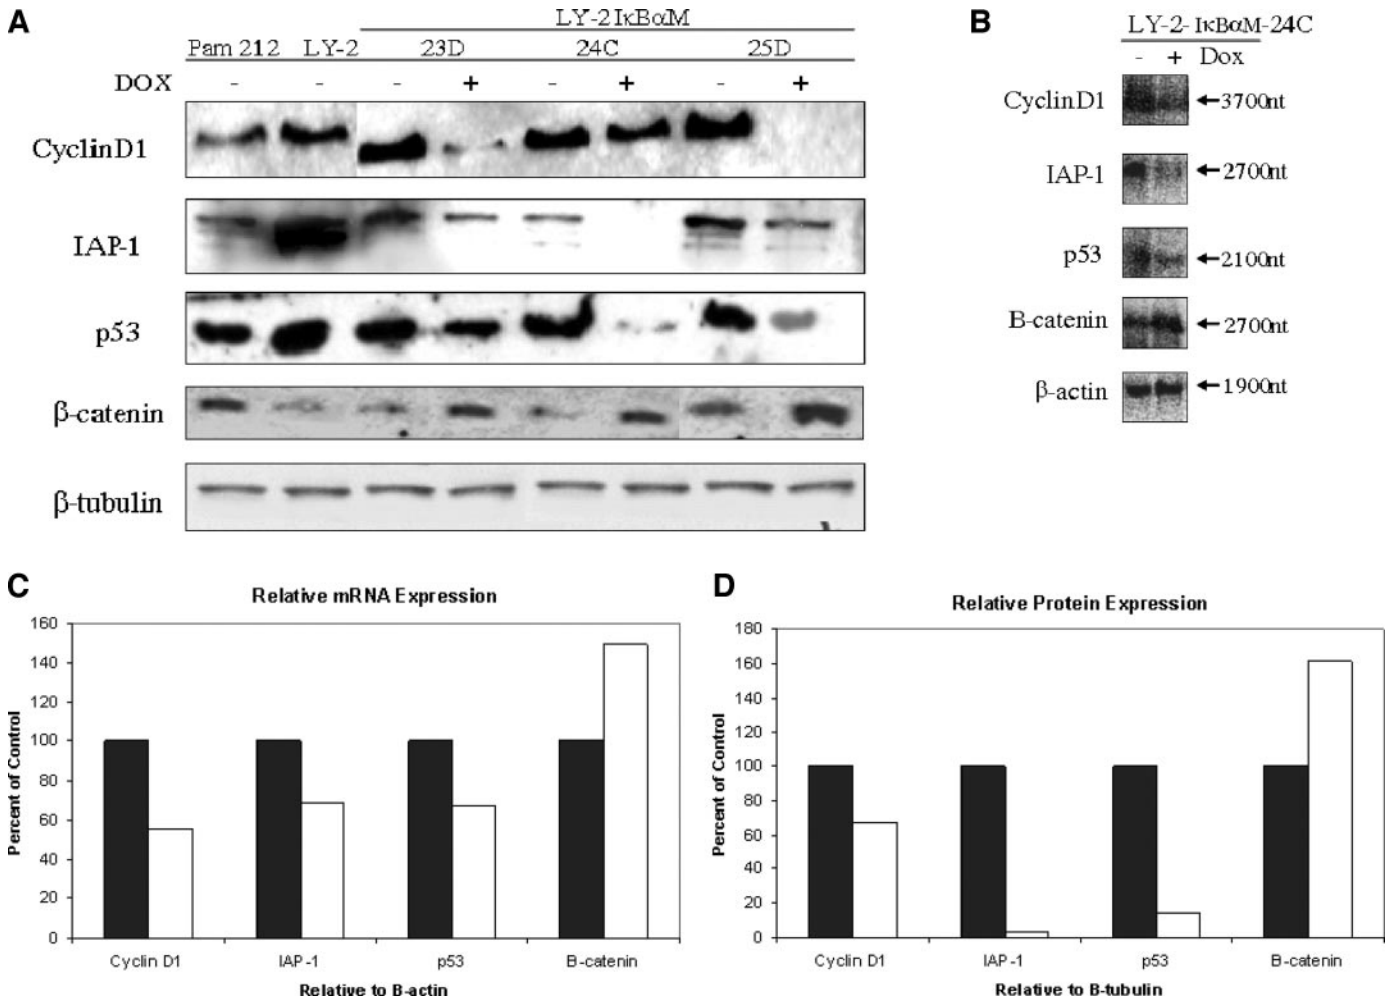 A
LY-2 IκBαM
Pam 212 LY-2 23D 24C 25D
DOX - - - + - + - +
CyclinD1
IAP-1
p53
β-catenin
β-tubulin
B
LY-2-IκBαM-24C
- + Dox
CyclinD1 ←3700nt
IAP-1 ←2700nt
p53 ←2100nt
B-catenin ←2700nt
β-actin ←1900nt
C
Relative mRNA Expression
Percent of Control
160
140
120
100
80
60
40
20
0
Cyclin D1 IAP-1 p53 B-catenin
Relative to B-actin
D
Relative Protein Expression
Percent of Control
180
160
140
120
100
80
60
40
20
0
Cyclin D1 IAP-1 p53 B-catenin
Relative to B-tubulin